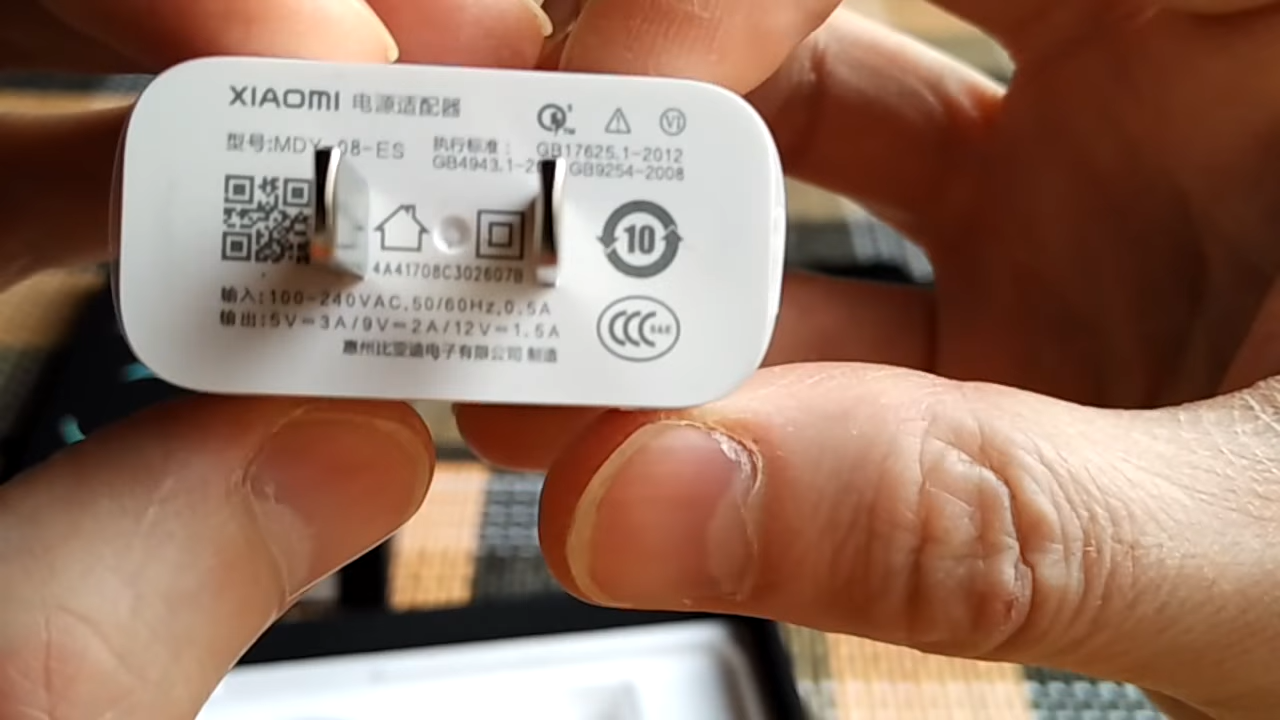 XIAOMI 电源适配器
型号:MDY-08-ES
执行标准: GB17625.1-2012
GB4943.1- GB9254-2008
VI
10
4A41708C302607B
输入:100-240VAC,50/60Hz,0.5A
输出:5V⎓3A/9V⎓2A/12V⎓1.5A
CCC S&E
惠州比亚迪电子有限公司 制造